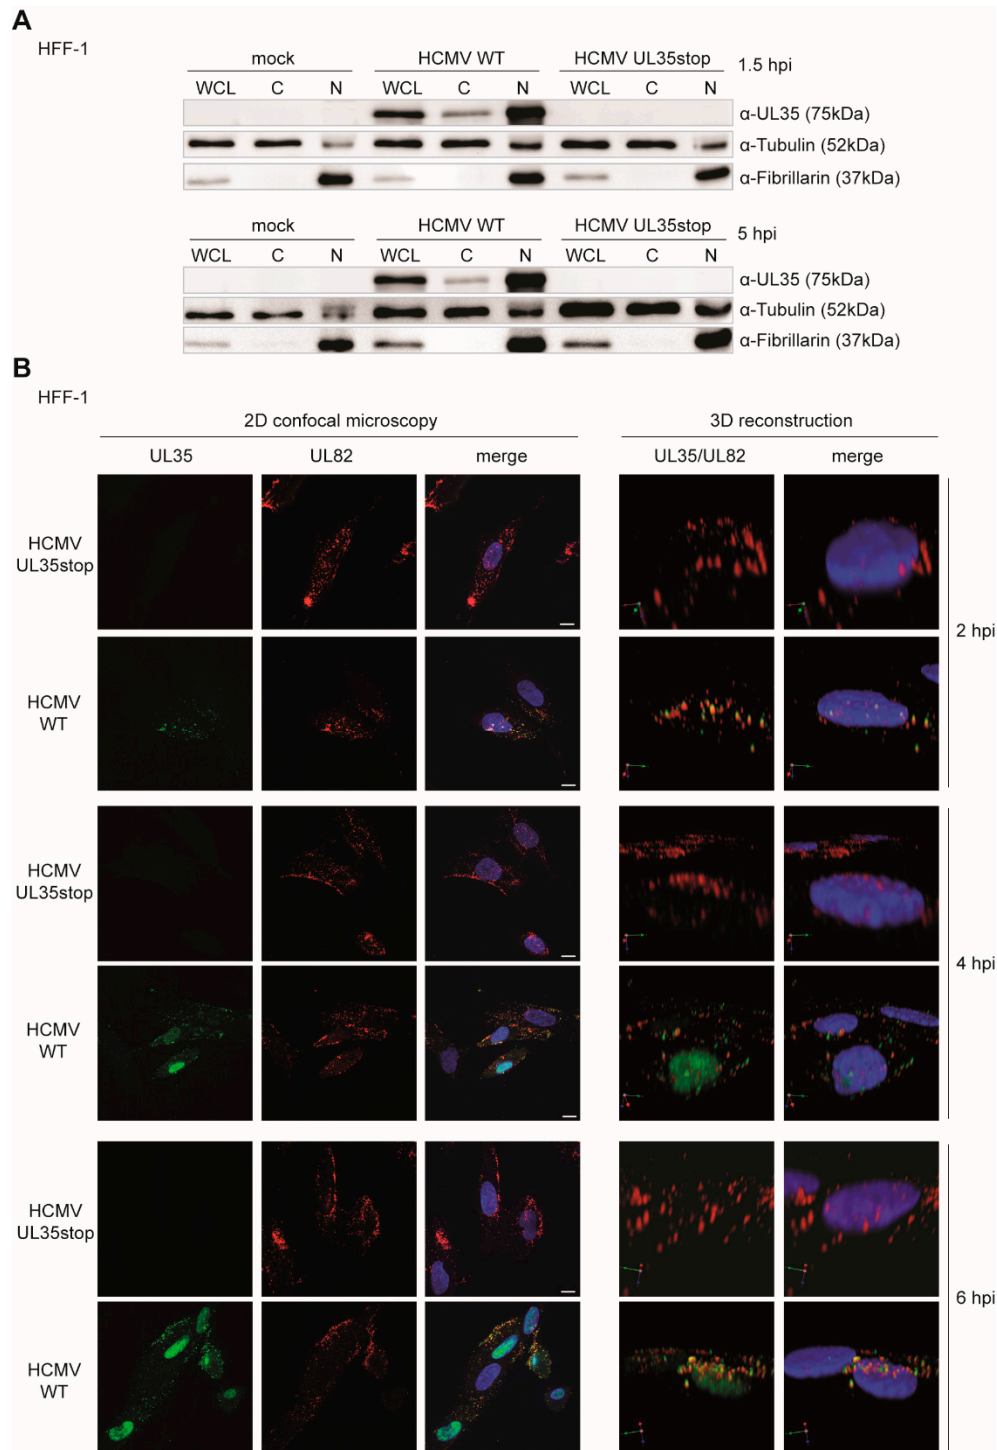 A
HFF-1
mock HCMV WT HCMV UL35stop 1.5 hpi
WCL C N WCL C N WCL C N
α-UL35 (75kDa)
α-Tubulin (52kDa)
α-Fibrillarin (37kDa)
mock HCMV WT HCMV UL35stop 5 hpi
WCL C N WCL C N WCL C N
α-UL35 (75kDa)
α-Tubulin (52kDa)
α-Fibrillarin (37kDa)
B
HFF-1
2D confocal microscopy 3D reconstruction
UL35 UL82 merge UL35/UL82 merge
HCMV
UL35stop
2 hpi
HCMV
WT
HCMV
UL35stop
4 hpi
HCMV
WT
HCMV
UL35stop
6 hpi
HCMV
WT